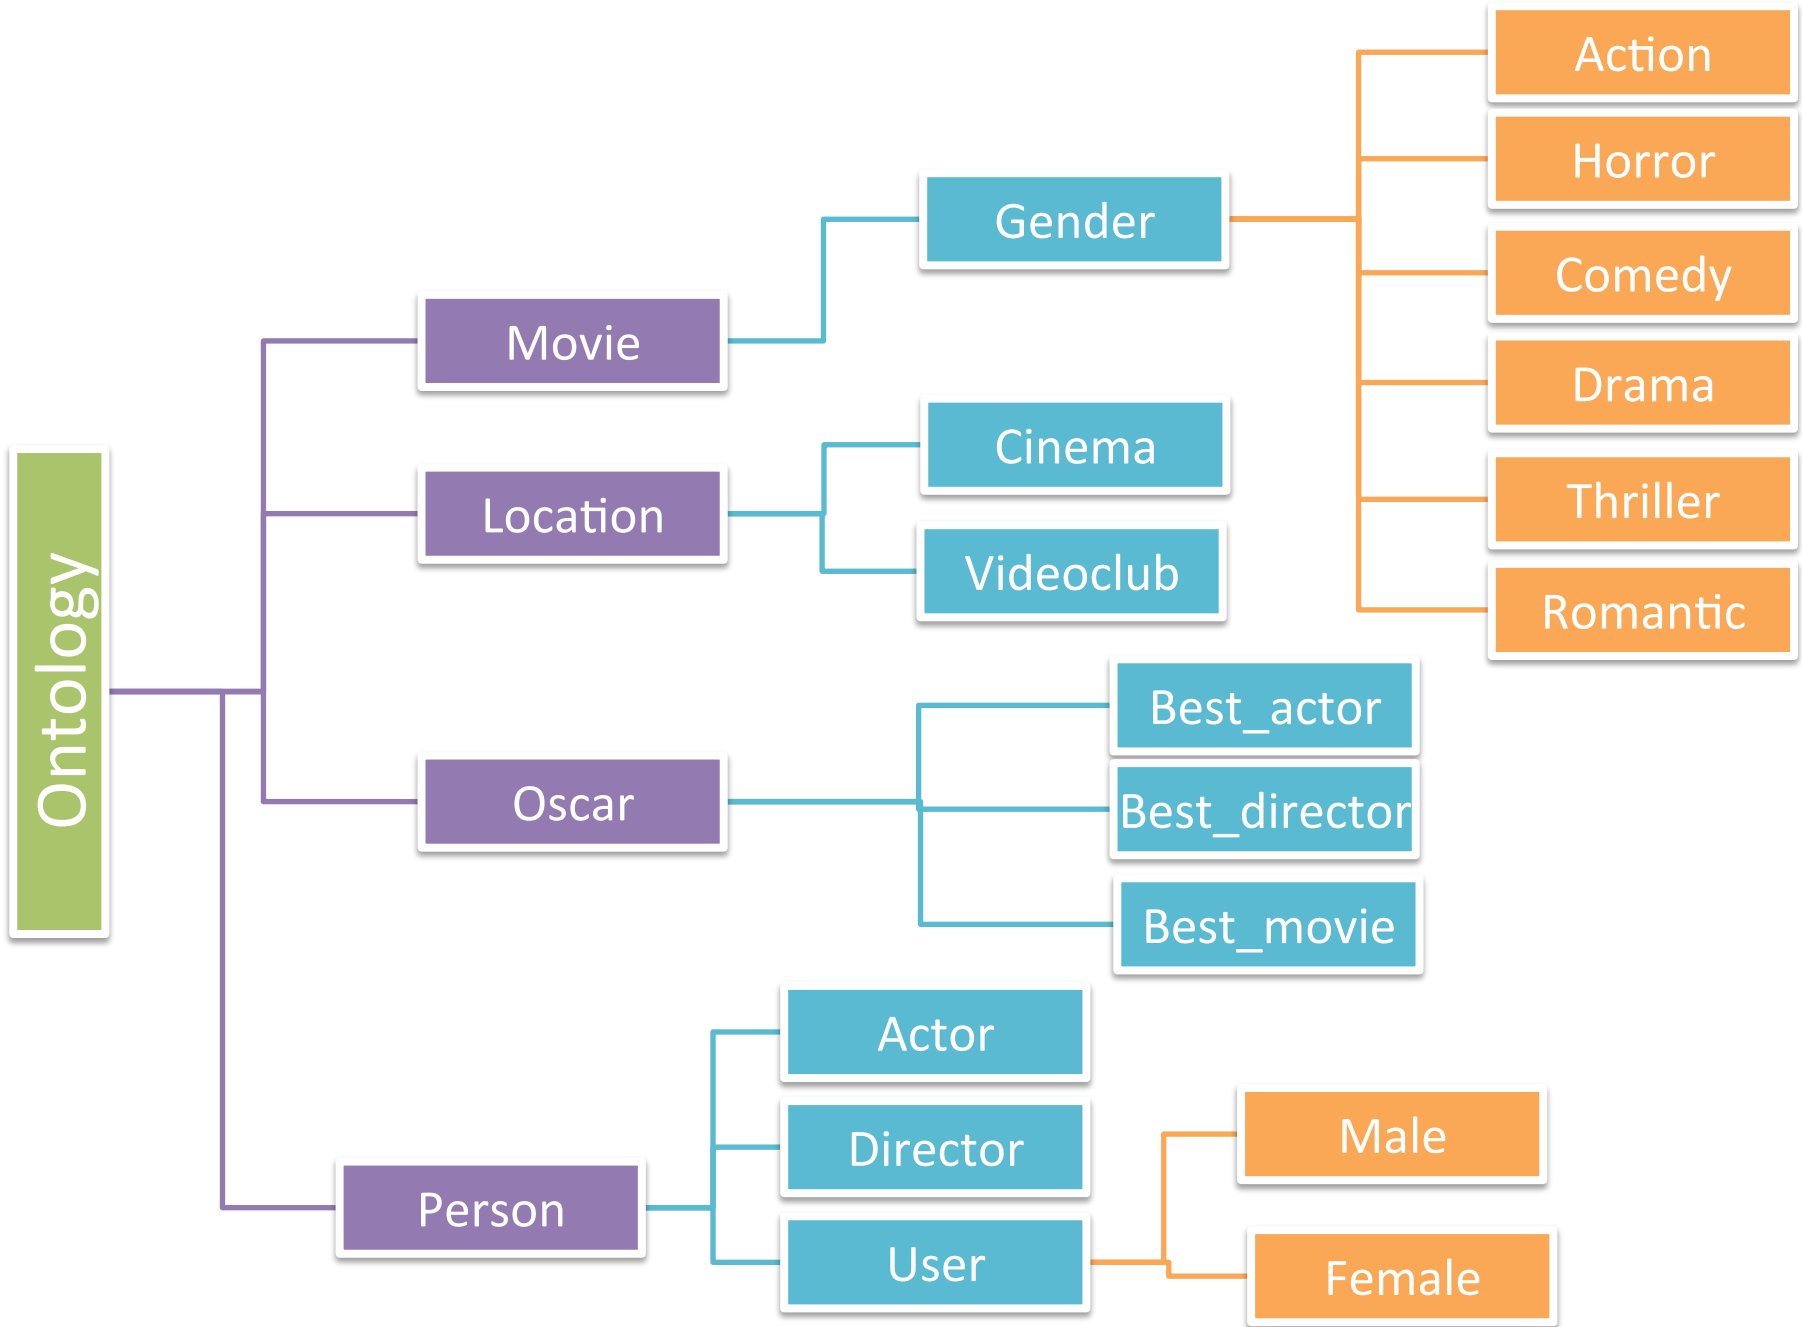 Ontology
Movie
Gender
Action
Horror
Comedy
Drama
Thriller
Romantic
Location
Cinema
Videoclub
Oscar
Best_actor
Best_director
Best_movie
Person
Actor
Director
User
Male
Female